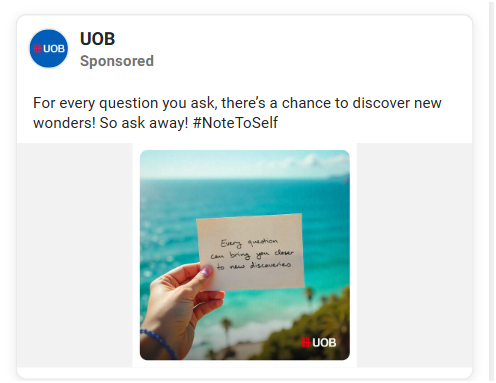 UOB
UOB
Sponsored
For every question you ask, there’s a chance to discover new
wonders! So ask away! #NoteToSelf
Every question
can bring you closer
to new discoveries
UOB